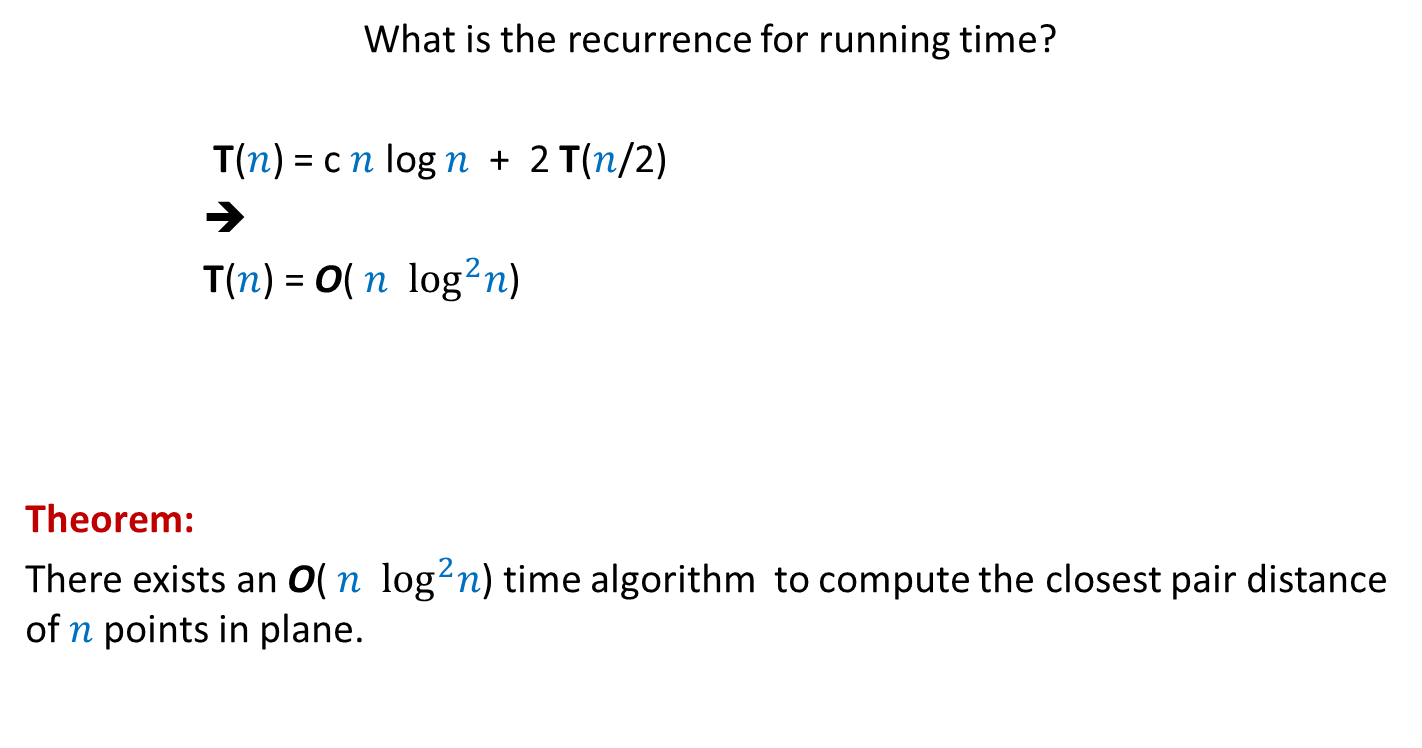 What is the recurrence for running time?
T(n) = c n log n + 2 T(n/2)
➔
T(n) = O( n log²n)
Theorem:
There exists an O( n log²n) time algorithm to compute the closest pair distance
of n points in plane.